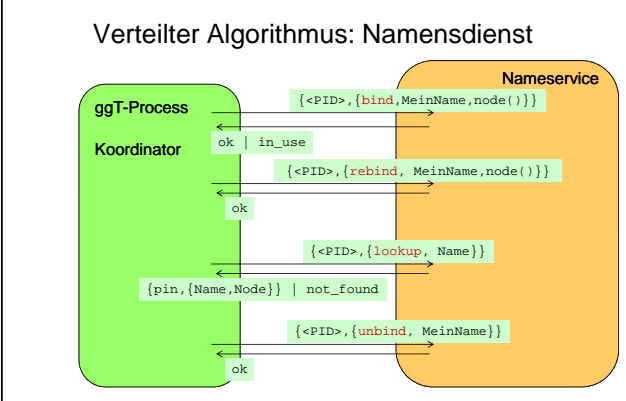 Verteilter Algorithmus: Namensdienst
Nameservice
ggT-Process
{<PID>,{bind,MeinName,node()}}
ok | in_use
Koordinator
{<PID>,{rebind, MeinName,node()}}
ok
{<PID>,{lookup, Name}}
{pin,{Name,Node}} | not_found
{<PID>,{unbind, MeinName}}
ok